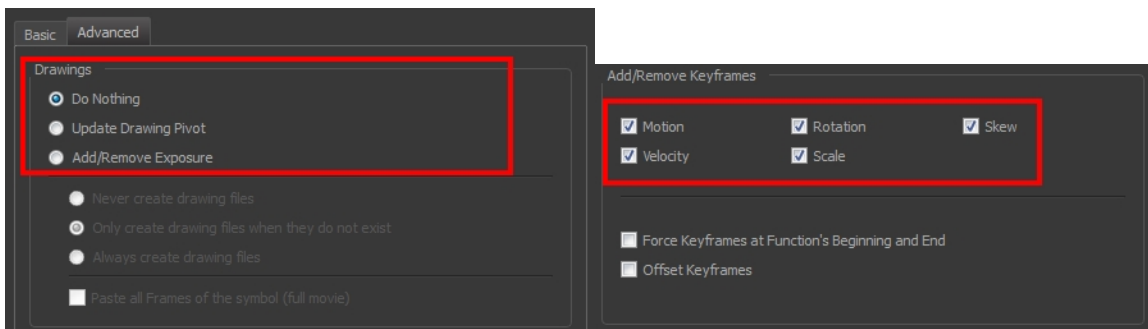 Basic Advanced
Drawings
Do Nothing
Update Drawing Pivot
Add/Remove Exposure
Never create drawing files
Only create drawing files when they do not exist
Always create drawing files
Paste all Frames of the symbol (full movie)
Add/Remove Keyframes
Motion Rotation Skew
Velocity Scale
Force Keyframes at Function's Beginning and End
Offset Keyframes